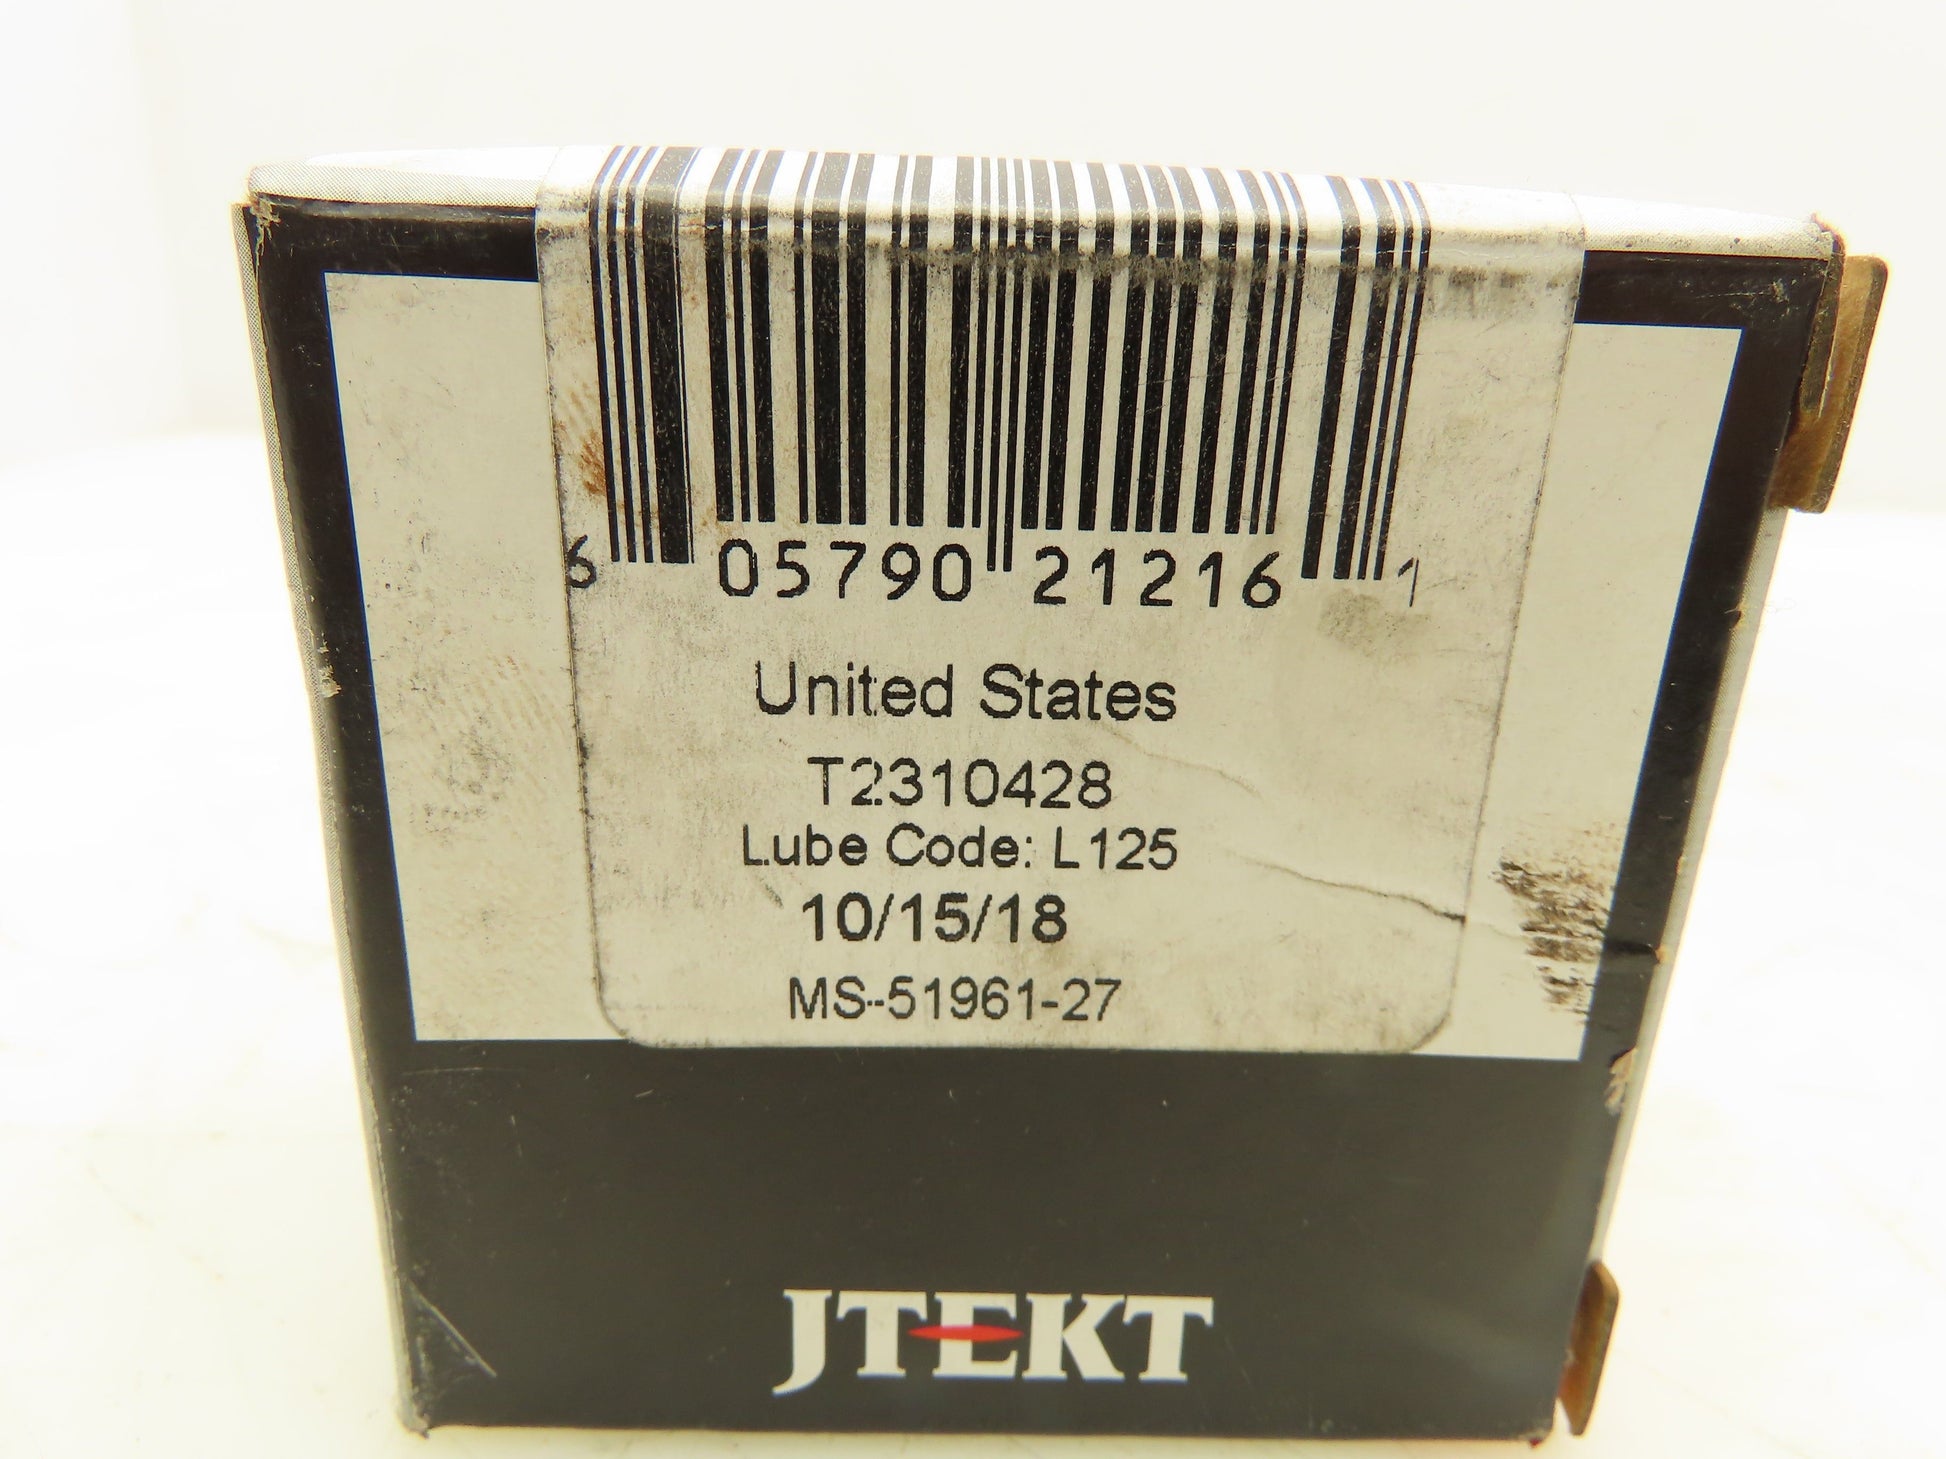 6 05790 21216 1
United States
T2310428
Lube Code: L125
10/15/18
MS-51961-27
JTEKT